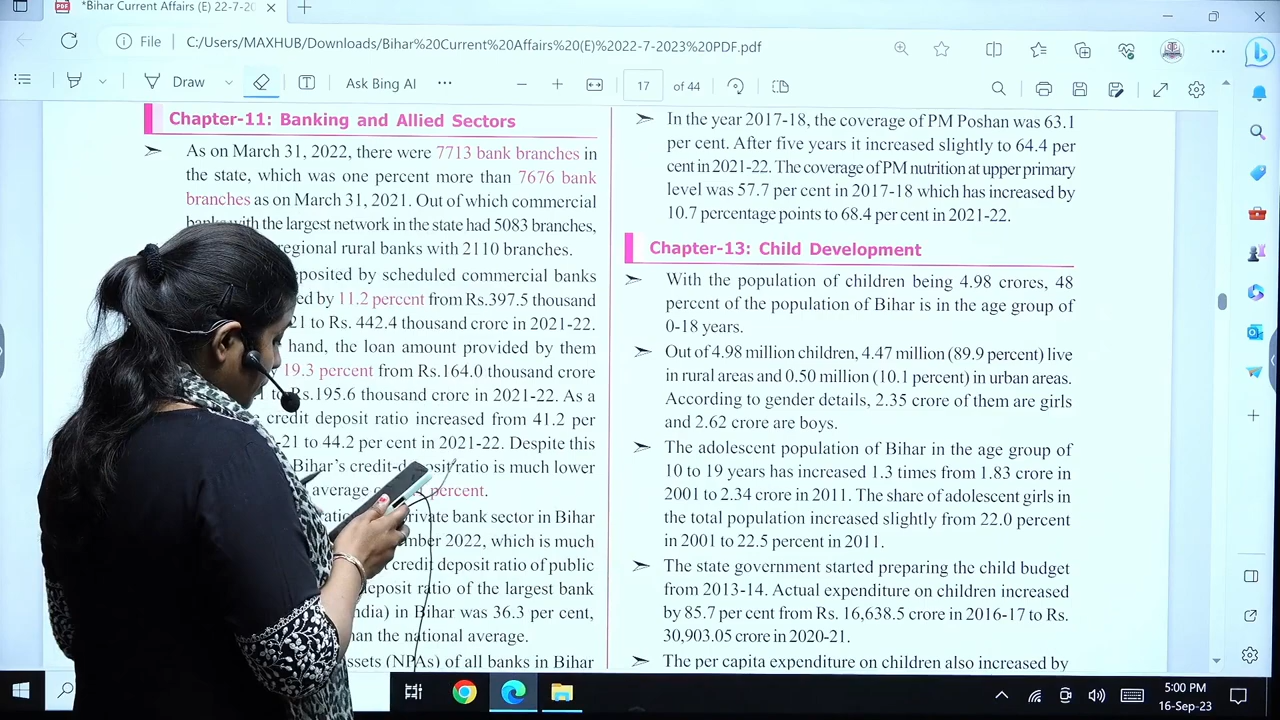 *Bihar Current Affairs (E) 22-7-20
File
C:/Users/MAXHUB/Downloads/Bihar%20Current%20Affairs%20(E)%2022-7-2023%20PDF.pdf
Draw
Ask Bing AI
17 of 44
Chapter-11: Banking and Allied Sectors
As on March 31, 2022, there were 7713 bank branches in
the state, which was one percent more than 7676 bank
branches as on March 31, 2021. Out of which commercial
with the largest network in the state had 5083 branches,
regional rural banks with 2110 branches.
by scheduled commercial banks
by 11.2 percent from Rs.397.5 thousand
21 to Rs. 442.4 thousand crore in 2021-22.
hand, the loan amount provided by them
19.3 percent from Rs.164.0 thousand crore
to Rs.195.6 thousand crore in 2021-22. As a
credit deposit ratio increased from 41.2 per
-21 to 44.2 per cent in 2021-22. Despite this
Bihar's credit-deposit ratio is much lower
average percent.
private bank sector in Bihar
2022, which is much
credit deposit ratio of public
deposit ratio of the largest bank
in Bihar was 36.3 per cent,
the national average.
(NPAs) of all banks in Bihar
In the year 2017-18, the coverage of PM Poshan was 63.1
per cent. After five years it increased slightly to 64.4 per
cent in 2021-22. The coverage of PM nutrition at upper primary
level was 57.7 per cent in 2017-18 which has increased by
10.7 percentage points to 68.4 per cent in 2021-22.
Chapter-13: Child Development
With the population of children being 4.98 crores, 48
percent of the population of Bihar is in the age group of
0-18 years.
Out of 4.98 million children, 4.47 million (89.9 percent) live
in rural areas and 0.50 million (10.1 percent) in urban areas.
According to gender details, 2.35 crore of them are girls
and 2.62 crore are boys.
The adolescent population of Bihar in the age group of
10 to 19 years has increased 1.3 times from 1.83 crore in
2001 to 2.34 crore in 2011. The share of adolescent girls in
the total population increased slightly from 22.0 percent
in 2001 to 22.5 percent in 2011.
The state government started preparing the child budget
from 2013-14. Actual expenditure on children increased
by 85.7 per cent from Rs. 16,638.5 crore in 2016-17 to Rs.
30,903.05 crore in 2020-21.
The per capita expenditure on children also increased by
5:00 PM
16-Sep-23